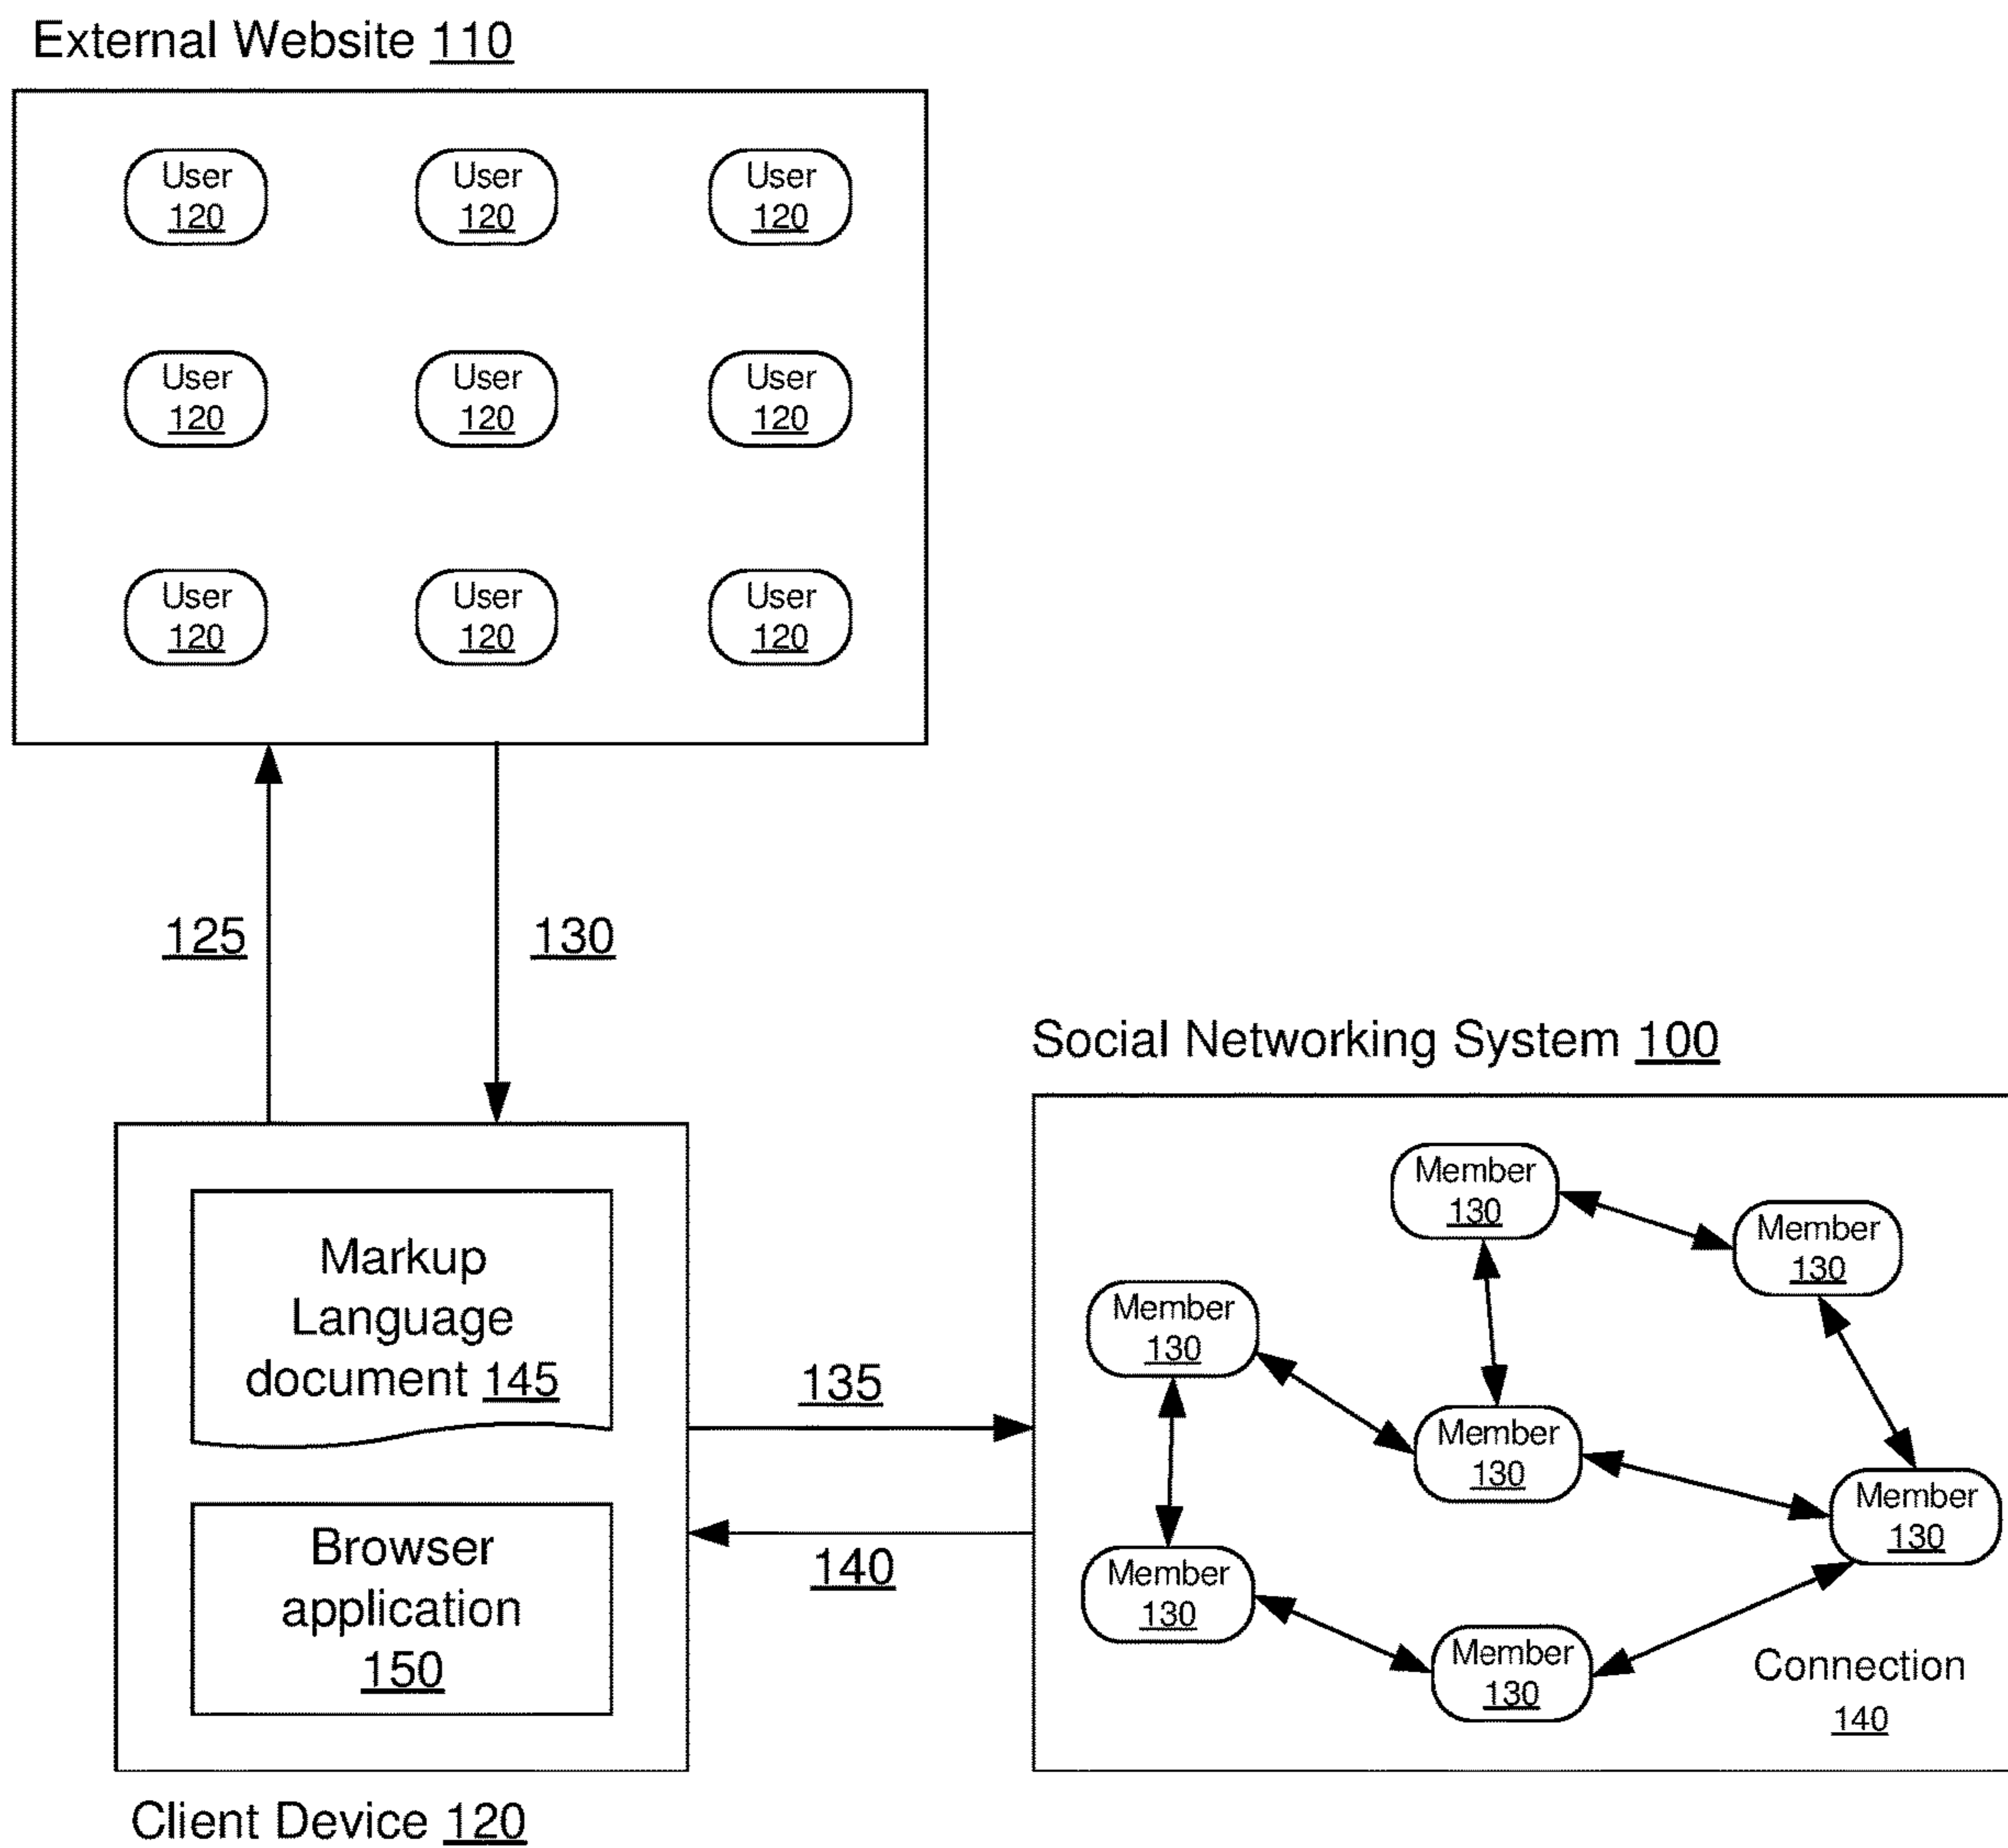 External Website 110
User
120
User
120
User
120
User
120
User
120
User
120
User
120
User
120
User
120
125
130
Social Networking System 100
Markup
Language
document 145
Browser
application
150
Client Device 120
135
140
Member
130
Member
130
Member
130
Member
130
Member
130
Member
130
Member
130
Connection
140